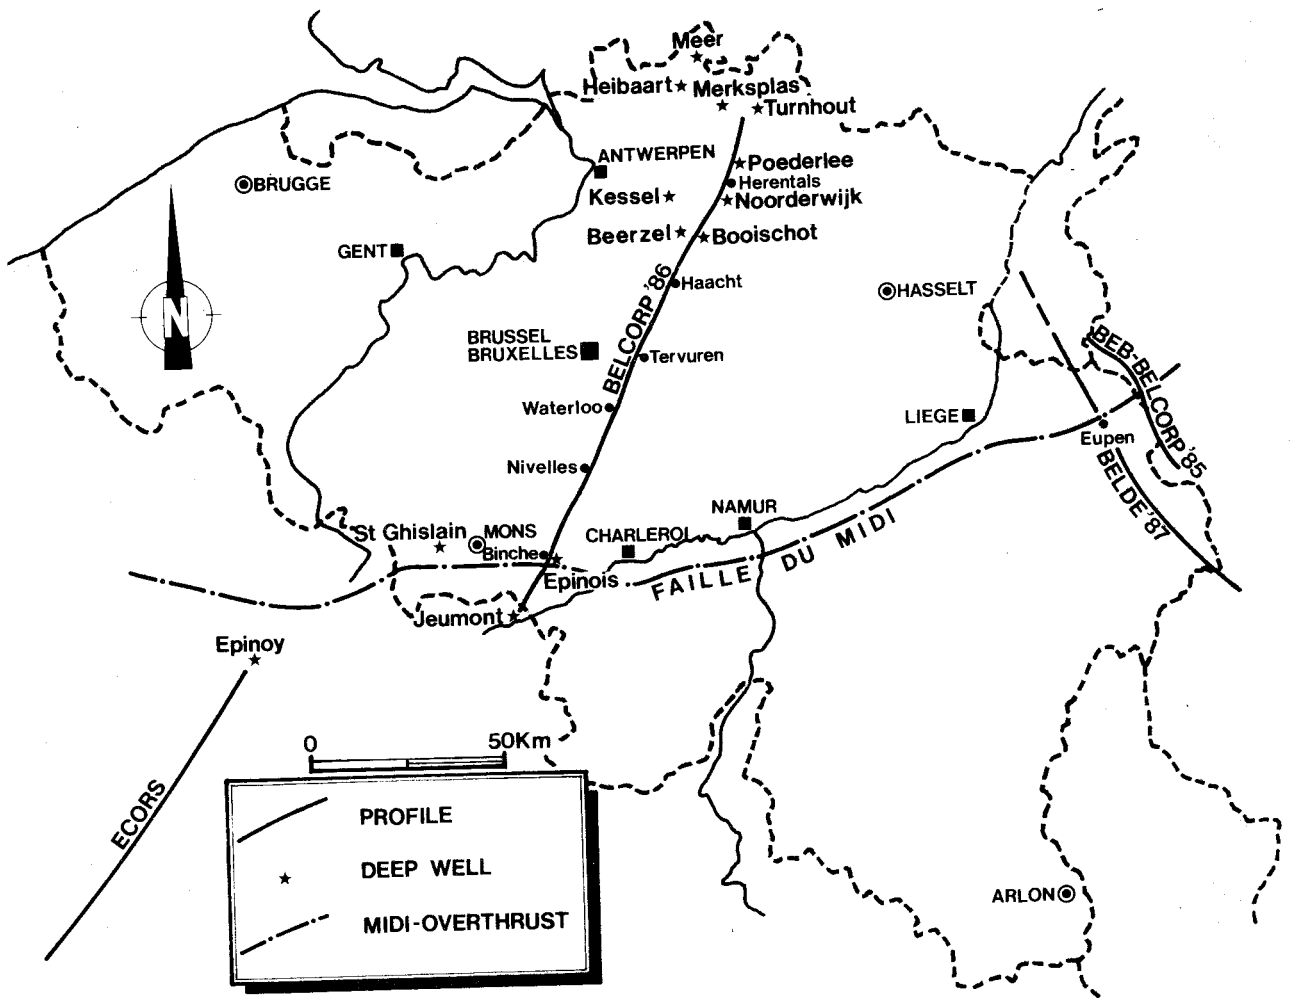 Meer
Heibaart
Merksplas
Turnhout
ANTWERPEN
Poederlee
Herentals
BRUGGE
Kessel
Noorderwijk
Beerzel
Booischot
GENT
Haacht
HASSELT
N
BELCORP '86
BRUSSEL
BRUXELLES
Tervuren
BEB-BELCORP '85
Waterloo
LIEGE
Eupen
Nivelles
BELDE '87
NAMUR
St Ghislain
MONS
CHARLEROI
Binche
FAILLE DU MIDI
Epinois
Jeumont
Epinoy
0 50Km
ECORS
PROFILE
DEEP WELL
MIDI-OVERTHRUST
ARLON